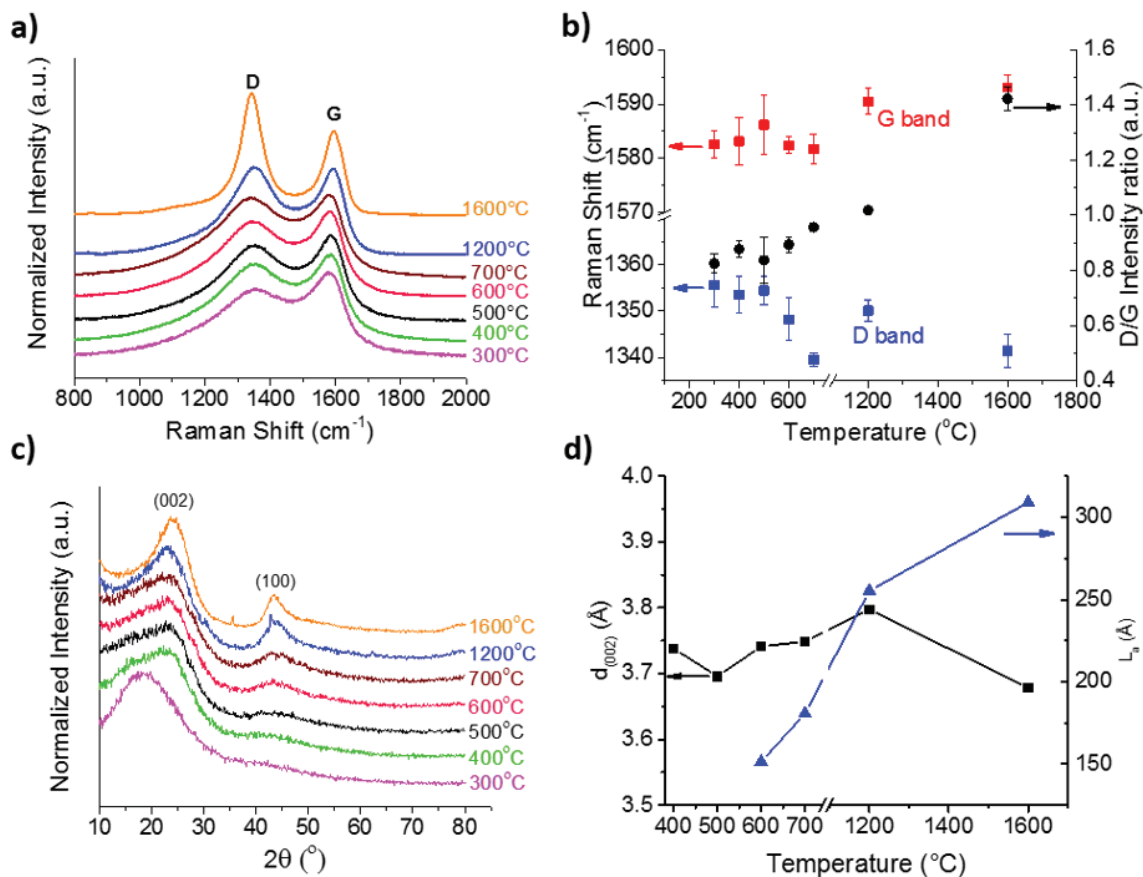 a)
D
G
1600°C
1200°C
700°C
600°C
500°C
400°C
300°C
Normalized Intensity (a.u.)
800 1000 1200 1400 1600 1800 2000
Raman Shift (cm⁻¹)
b)
1600
1590
1580
1570
1360
1350
1340
Raman Shift (cm⁻¹)
G band
D band
1.6
1.4
1.2
1.0
0.8
0.6
0.4
D/G Intensity ratio (a.u.)
200 400 600 1200 1400 1600 1800
Temperature (°C)
c)
(002)
(100)
1600°C
1200°C
700°C
600°C
500°C
400°C
300°C
Normalized Intensity (a.u.)
10 20 30 40 50 60 70 80
2θ (°)
d)
4.0
3.9
3.8
3.7
3.6
3.5
d(002) (Å)
300
250
200
150
Lₐ (Å)
400 500 600 700 1200 1400 1600
Temperature (°C)